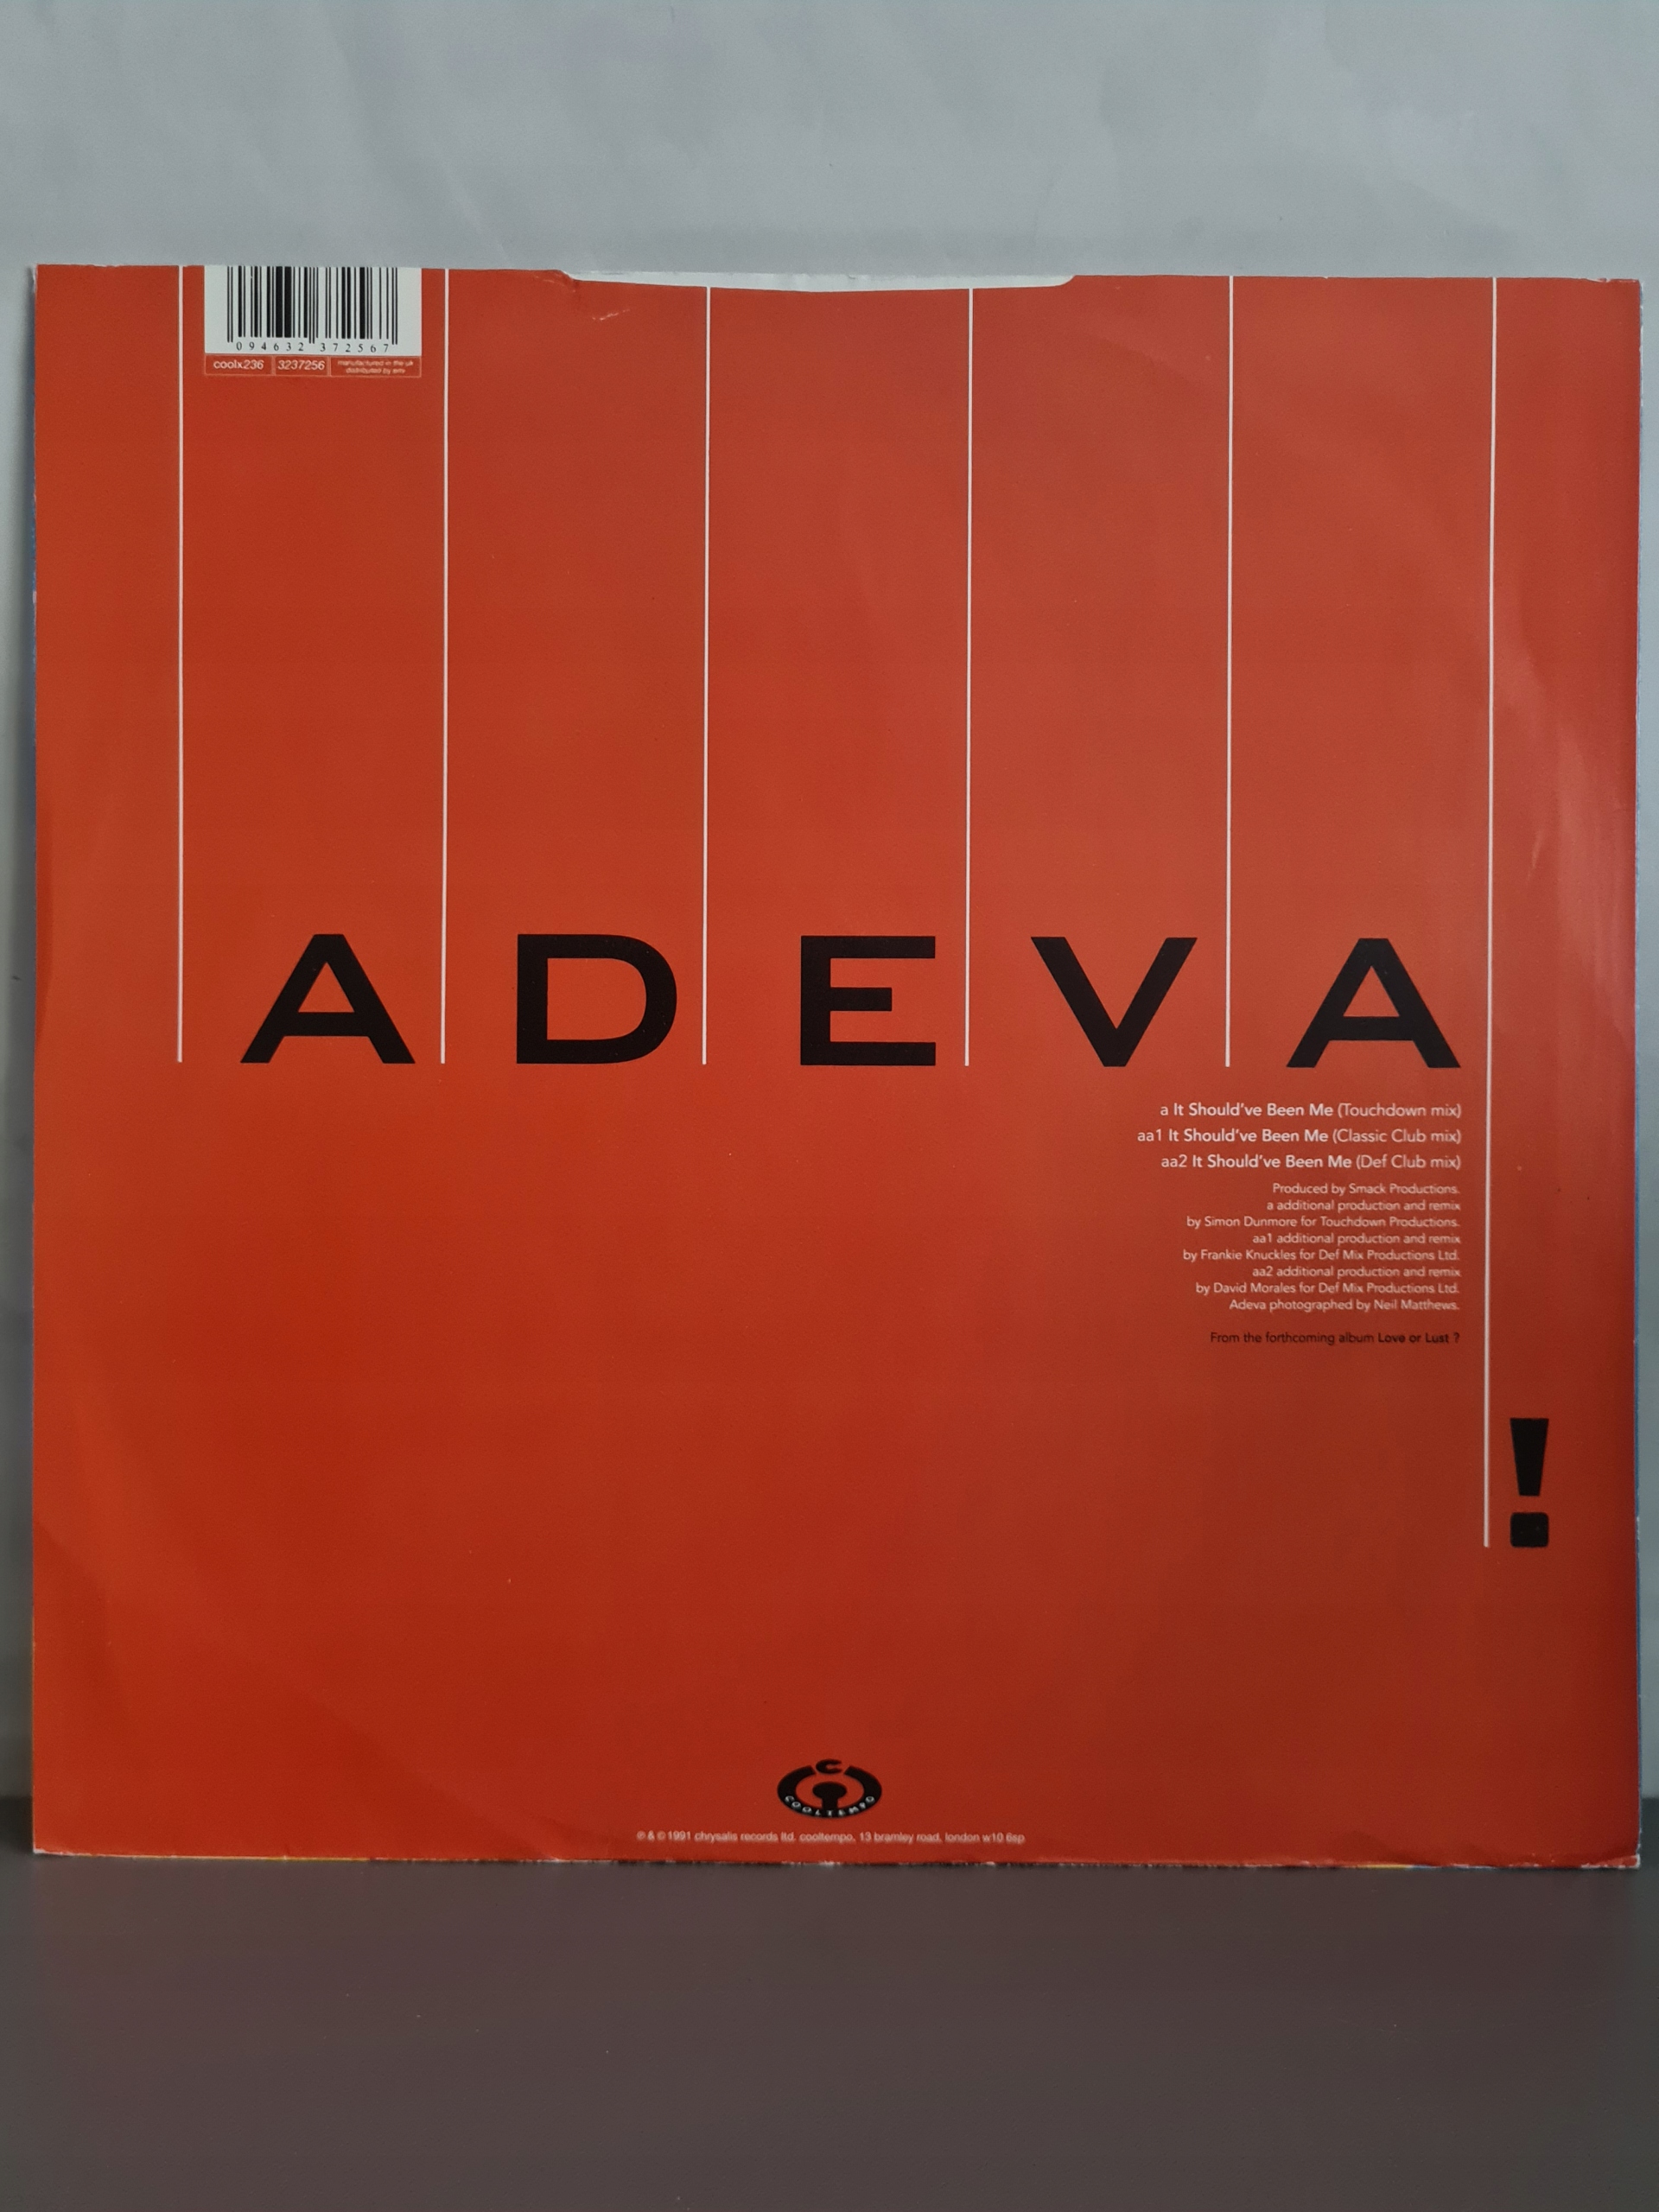 0 94632 37256 7
coolx236 3237256 manufactured in the uk
distributed by emi
ADEVA
a It Should've Been Me (Touchdown mix)
aa1 It Should've Been Me (Classic Club mix)
aa2 It Should've Been Me (Def Club mix)
Produced by Smack Productions.
a additional production and remix
by Simon Dunmore for Touchdown Productions.
aa1 additional production and remix
by Frankie Knuckles for Def Mix Productions Ltd.
aa2 additional production and remix
by David Morales for Def Mix Productions Ltd.
Adeva photographed by Neil Matthews.
From the forthcoming album Love or Lust ?
!
C
COOLTEMPO
℗ & © 1991 chrysalis records ltd. cooltempo, 13 bramley road, london w10 6sp